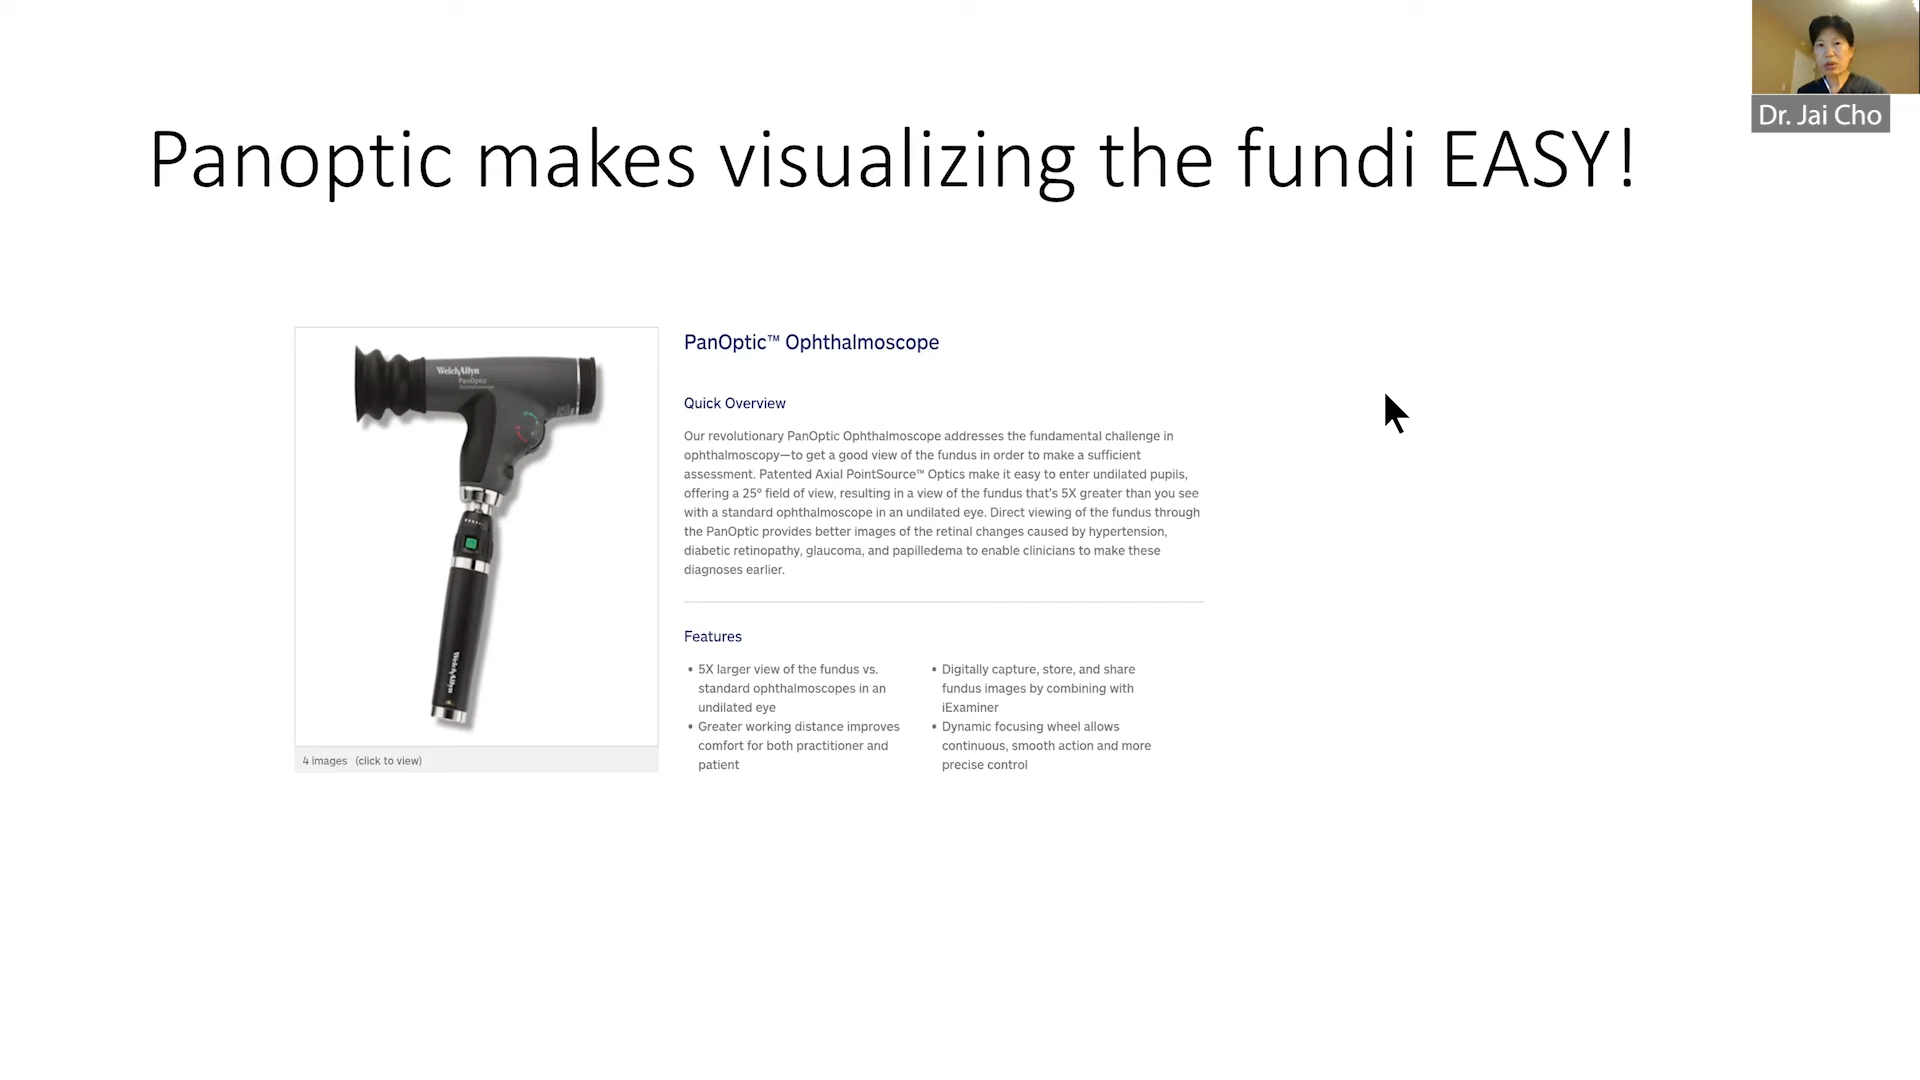 Dr. Jai Cho
Panoptic makes visualizing the fundi EASY!
WelchAllyn
PanOptic
WelchAllyn
4 images (click to view)
PanOptic™ Ophthalmoscope
Quick Overview
Our revolutionary PanOptic Ophthalmoscope addresses the fundamental challenge in
ophthalmoscopy—to get a good view of the fundus in order to make a sufficient
assessment. Patented Axial PointSource™ Optics make it easy to enter undilated pupils,
offering a 25° field of view, resulting in a view of the fundus that's 5X greater than you see
with a standard ophthalmoscope in an undilated eye. Direct viewing of the fundus through
the PanOptic provides better images of the retinal changes caused by hypertension,
diabetic retinopathy, glaucoma, and papilledema to enable clinicians to make these
diagnoses earlier.
Features
• 5X larger view of the fundus vs.
standard ophthalmoscopes in an
undilated eye
• Greater working distance improves
comfort for both practitioner and
patient
• Digitally capture, store, and share
fundus images by combining with
iExaminer
• Dynamic focusing wheel allows
continuous, smooth action and more
precise control